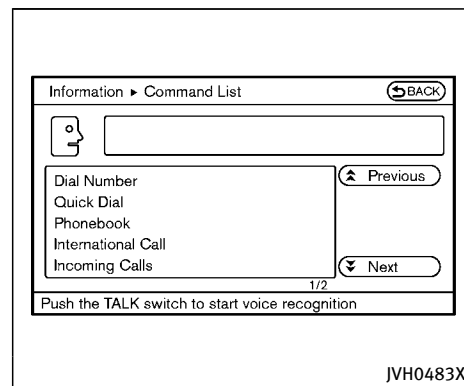 Information ▸ Command List
BACK
Dial Number
Previous
Quick Dial
Phonebook
International Call
Incoming Calls
Next
1/2
Push the TALK switch to start voice recognition
JVH0483X